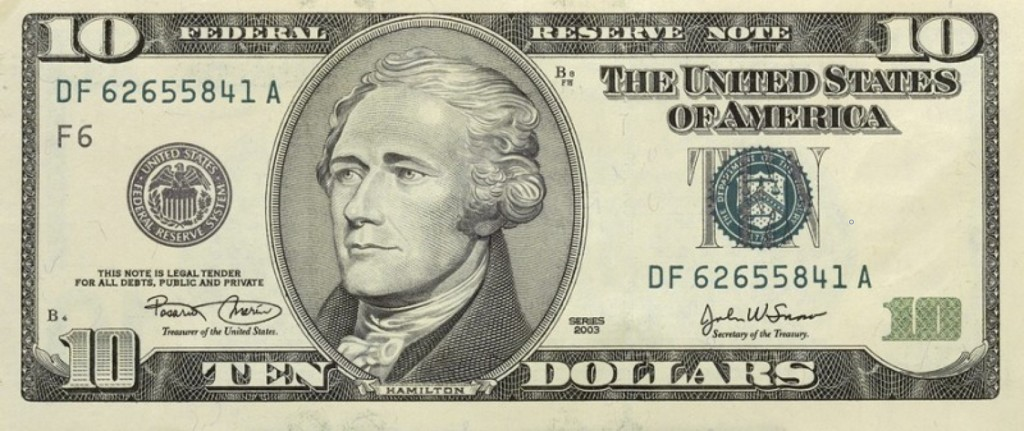 10 FEDERAL RESERVE NOTE 10
DF 62655841 A
F6
B8
FW
THE UNITED STATES
OF AMERICA
TEN
UNITED STATES
FEDERAL RESERVE SYSTEM
THE DEPARTMENT OF THE TREASURY
1789
DF 62655841 A
THIS NOTE IS LEGAL TENDER
FOR ALL DEBTS, PUBLIC AND PRIVATE
B4
Rosario Marin
Treasurer of the United States.
SERIES
2003
John W Snow
Secretary of the Treasury.
10
10
TEN DOLLARS
HAMILTON